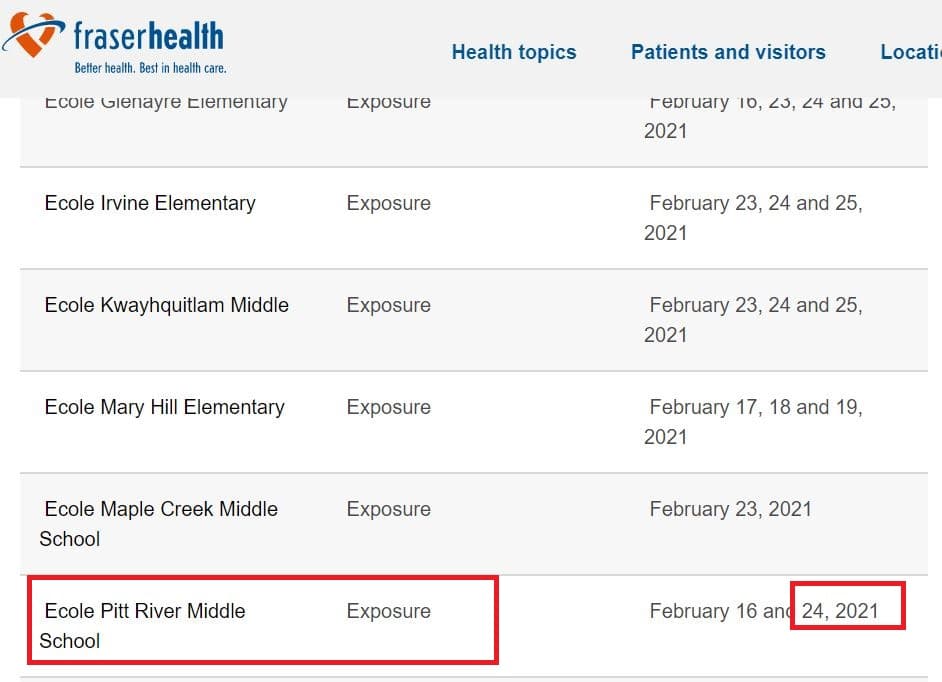 fraserhealth
Better health. Best in health care.
Health topics
Patients and visitors
Locati
Ecole Glenayre Elementary Exposure February 16, 23, 24 and 25,
2021
Ecole Irvine Elementary Exposure February 23, 24 and 25,
2021
Ecole Kwayhquitlam Middle Exposure February 23, 24 and 25,
2021
Ecole Mary Hill Elementary Exposure February 17, 18 and 19,
2021
Ecole Maple Creek Middle Exposure February 23, 2021
School
Ecole Pitt River Middle Exposure February 16 and 24, 2021
School